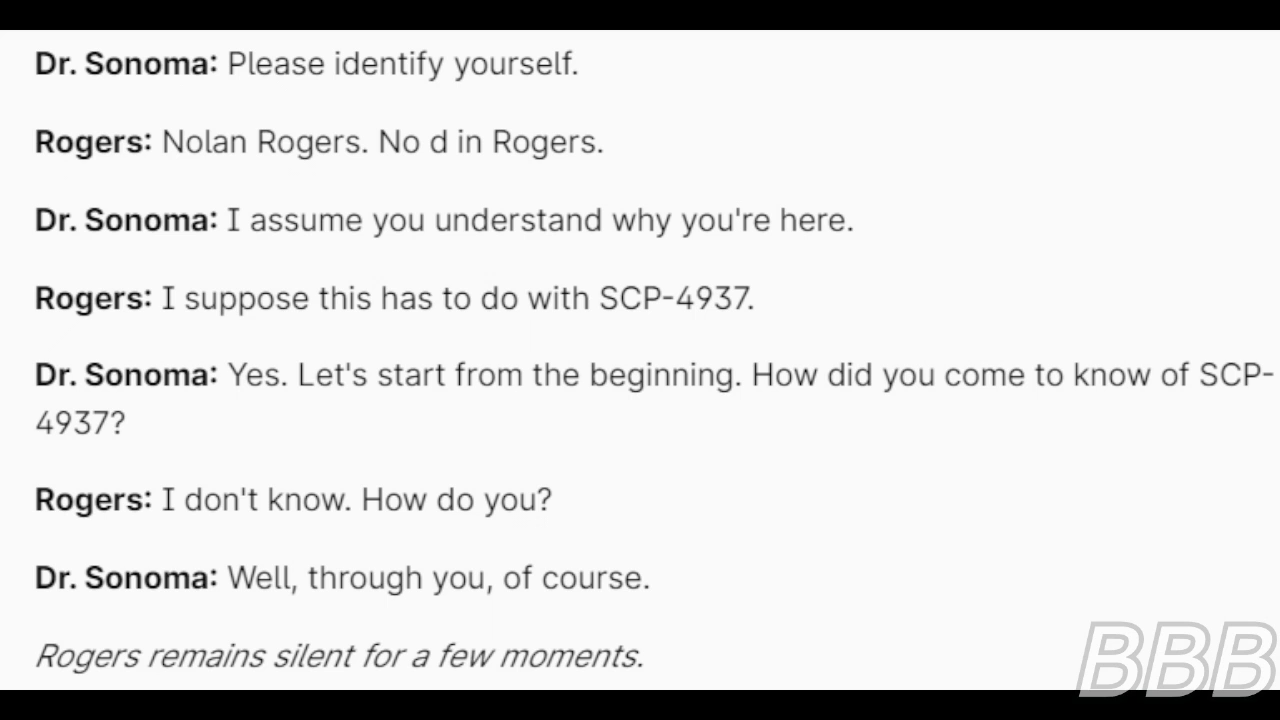 Dr. Sonoma: Please identify yourself.
Rogers: Nolan Rogers. No d in Rogers.
Dr. Sonoma: I assume you understand why you're here.
Rogers: I suppose this has to do with SCP-4937.
Dr. Sonoma: Yes. Let's start from the beginning. How did you come to know of SCP-
4937?
Rogers: I don't know. How do you?
Dr. Sonoma: Well, through you, of course.
Rogers remains silent for a few moments.
BBB